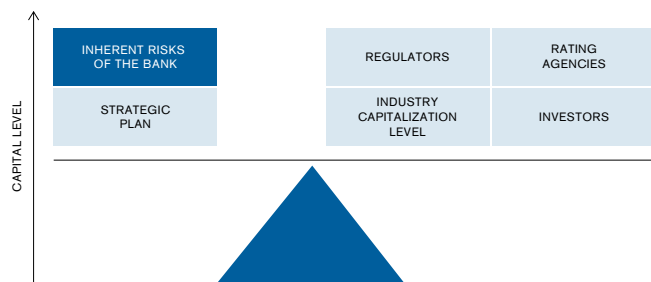 CAPITAL LEVEL
INHERENT RISKS
OF THE BANK
STRATEGIC
PLAN
REGULATORS
RATING
AGENCIES
INDUSTRY
CAPITALIZATION
LEVEL
INVESTORS